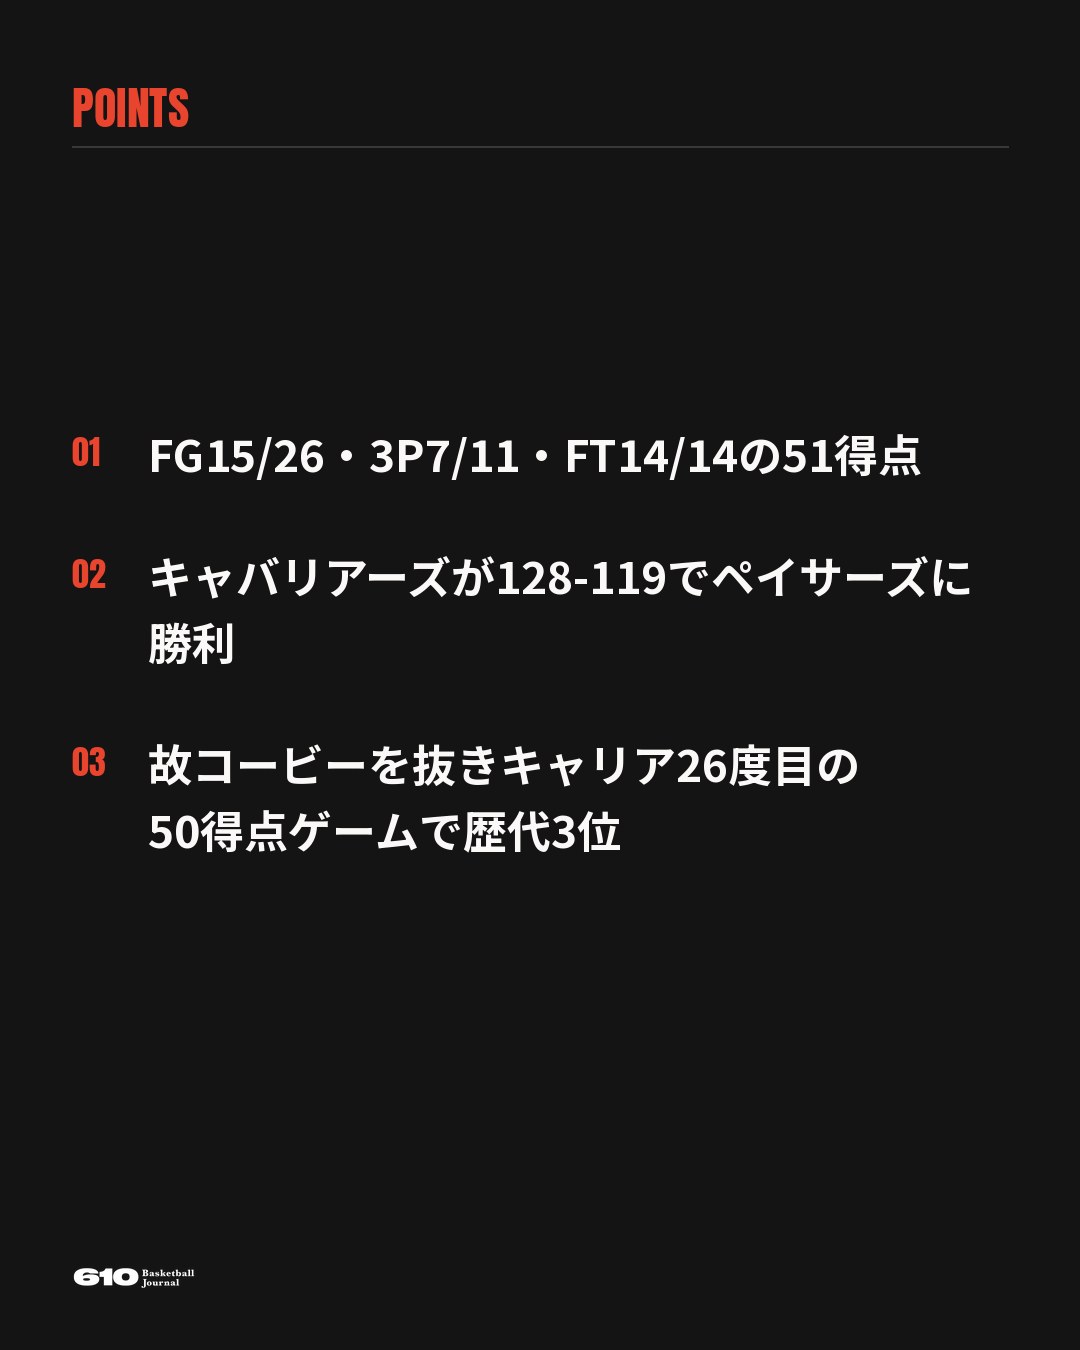 POINTS
01 FG15/26・3P7/11・FT14/14の51得点
02 キャバリアーズが128-119でペイサーズに
勝利
03 故コービーを抜きキャリア26度目の
50得点ゲームで歴代3位
610 Basketball
Journal